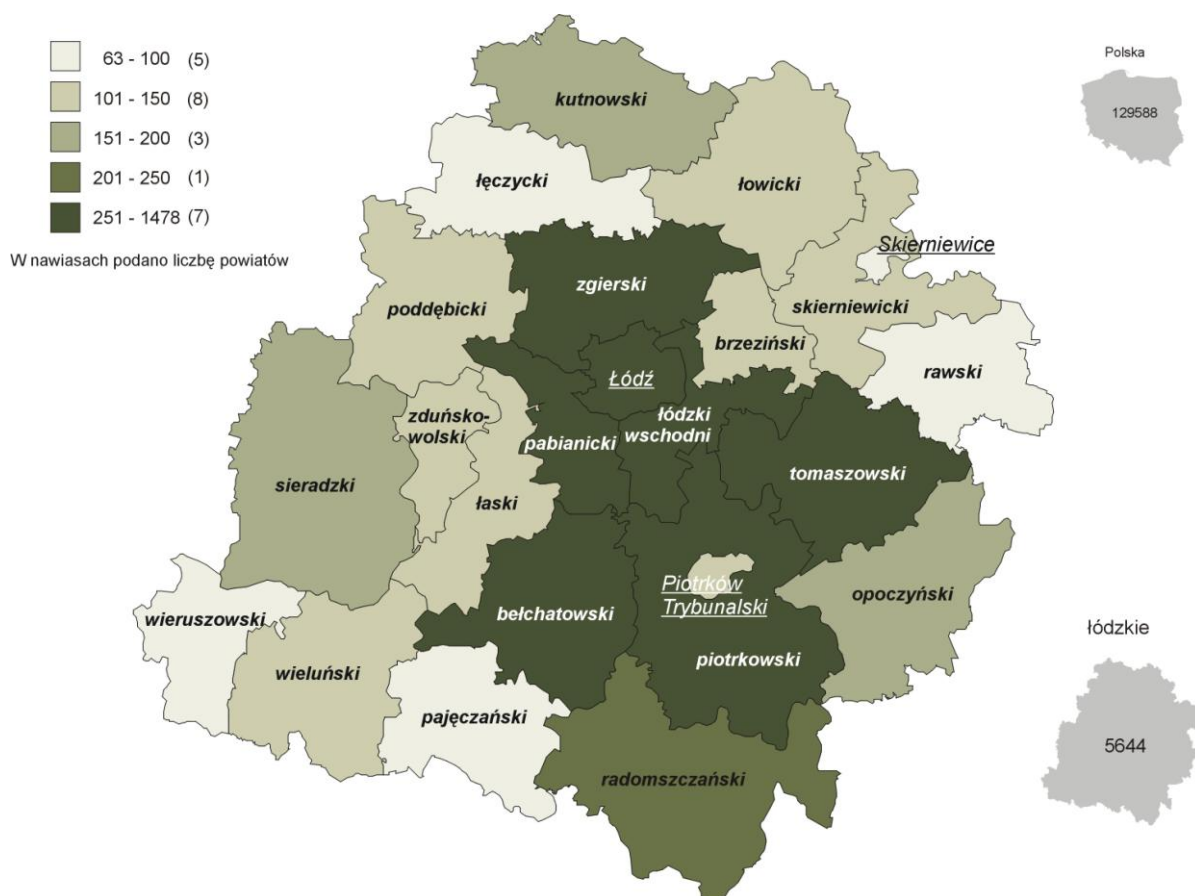 63 - 100 (5)
101 - 150 (8)
151 - 200 (3)
201 - 250 (1)
251 - 1478 (7)
W nawiasach podano liczbę powiatów
Polska
129588
kutnowski
łęczycki
łowicki
Skierniewice
zgierski
skierniewicki
poddębicki
brzeziński
rawski
Łódź
zduńsko-
wolski
pabianicki
łódzki
wschodni
tomaszowski
sieradzki
łaski
Piotrków
Trybunalski
opoczyński
wieruszowski
bełchatowski
piotrkowski
wieluński
pajęczański
radomszczański
łódzkie
5644